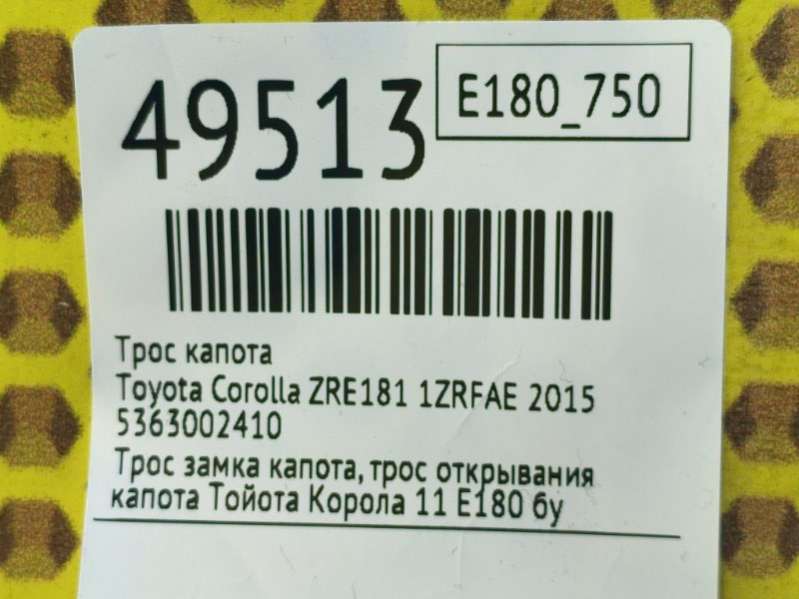 49513
E180_750
Трос капота
Toyota Corolla ZRE181 1ZRFAE 2015
5363002410
Трос замка капота, трос открывания
капота Тойота Корола 11 Е180 бу